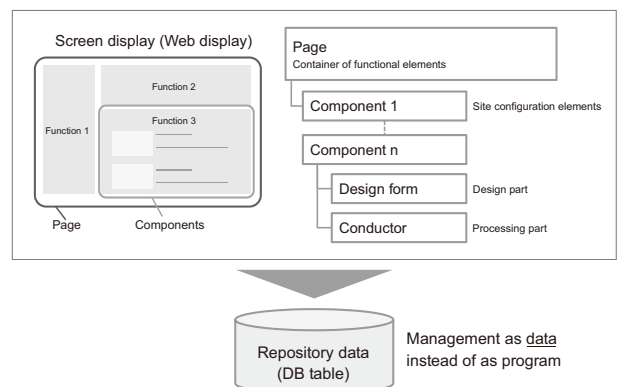 Screen display (Web display)
Function 1
Function 2
Function 3
Page
Components
Page
Container of functional elements
Component 1
Site configuration elements
Component n
Design form
Design part
Conductor
Processing part
Repository data
(DB table)
Management as data
instead of as program